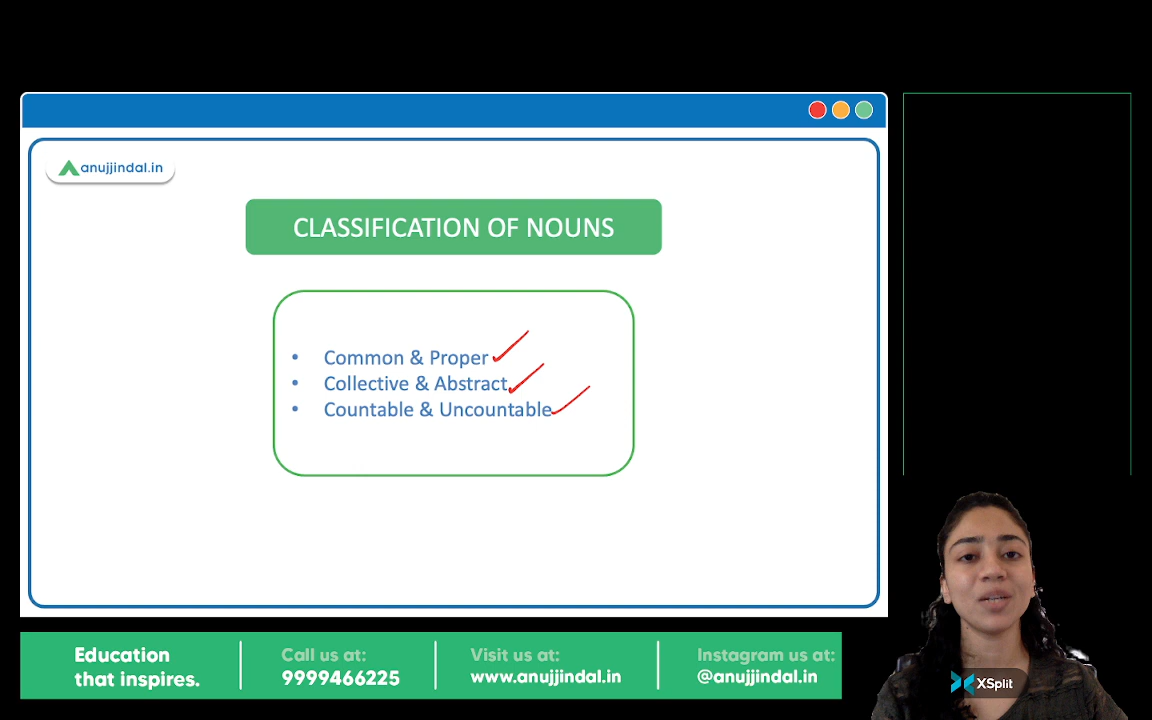 anujjindal.in
CLASSIFICATION OF NOUNS
• Common & Proper
• Collective & Abstract
• Countable & Uncountable
Education
that inspires.
Call us at:
9999466225
Visit us at:
www.anujjindal.in
Instagram us at:
@anujjindal.in
XSplit